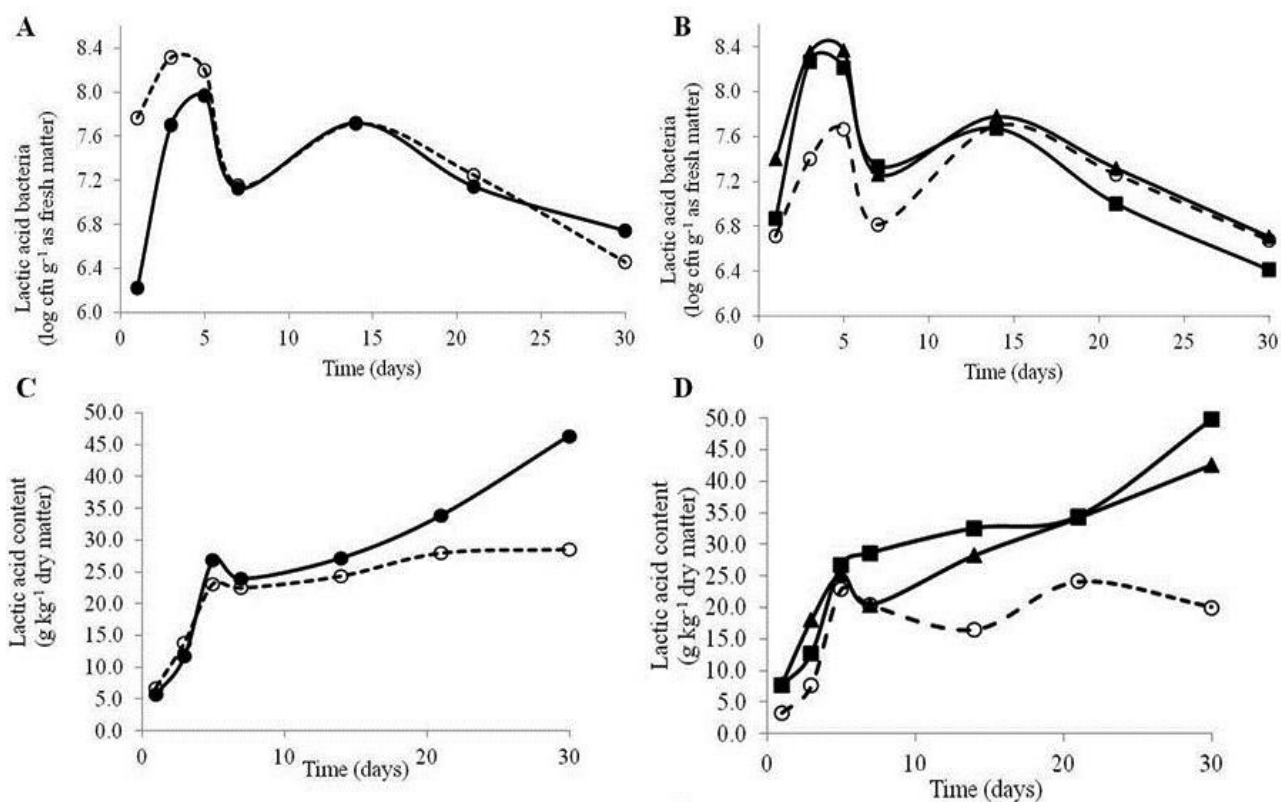 A
Lactic acid bacteria
(log cfu g⁻¹ as fresh matter)
8.4
8.0
7.6
7.2
6.8
6.4
6.0
0 5 10 15 20 25 30
Time (days)
B
Lactic acid bacteria
(log cfu g⁻¹ as fresh matter)
8.4
8.0
7.6
7.2
6.8
6.4
6.0
0 5 10 15 20 25 30
Time (days)
C
Lactic acid content
(g kg⁻¹ dry matter)
50.0
45.0
40.0
35.0
30.0
25.0
20.0
15.0
10.0
5.0
0.0
0 10 20 30
Time (days)
D
Lactic acid content
(g kg⁻¹ dry matter)
50.0
45.0
40.0
35.0
30.0
25.0
20.0
15.0
10.0
5.0
0.0
0 10 20 30
Time (days)